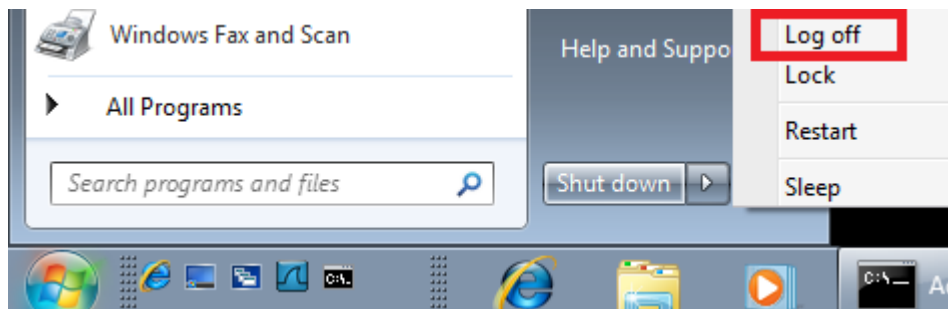 Windows Fax and Scan
All Programs
Search programs and files
Help and Suppo
Shut down
Log off
Lock
Restart
Sleep
C:\
C:\